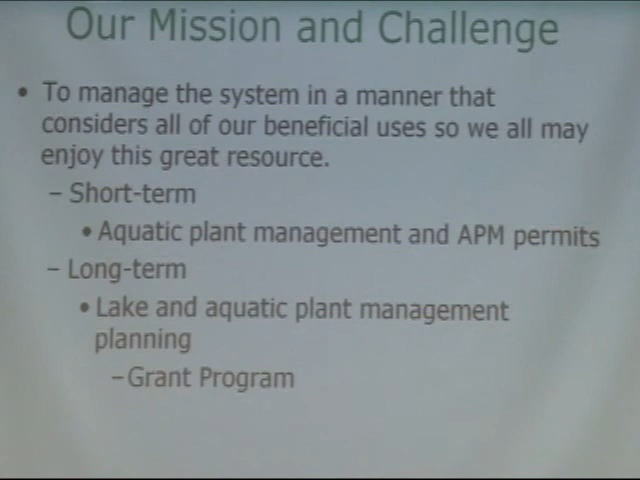 Our Mission and Challenge
• To manage the system in a manner that
considers all of our beneficial uses so we all may
enjoy this great resource.
– Short-term
• Aquatic plant management and APM permits
– Long-term
• Lake and aquatic plant management
planning
– Grant Program